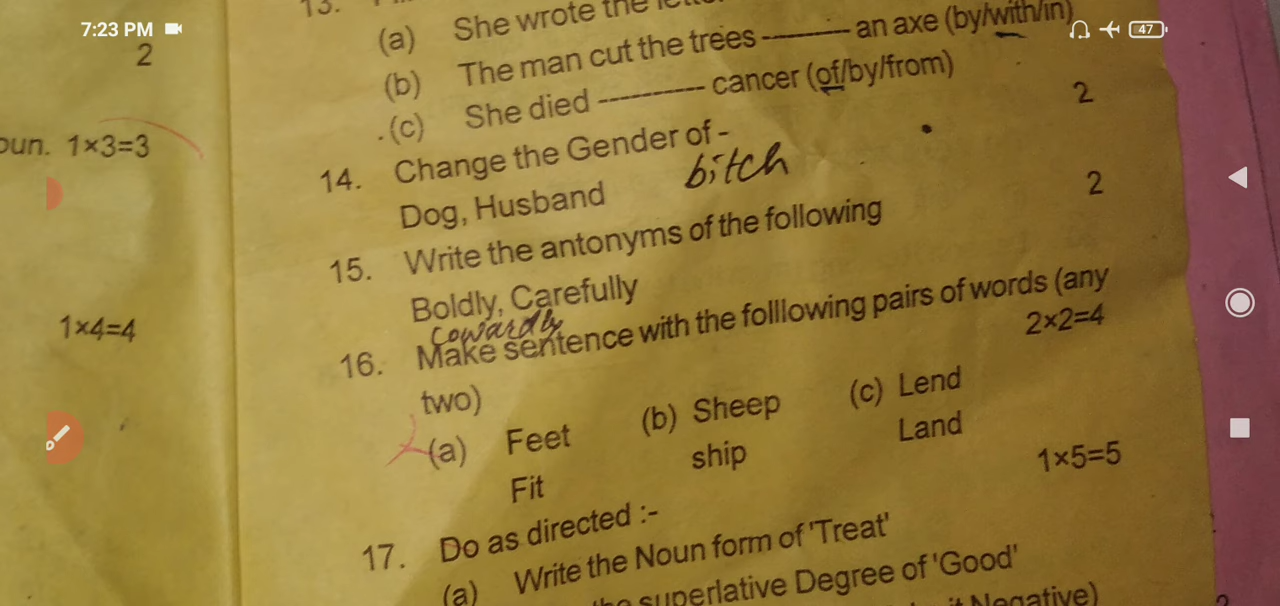 7:23 PM
47
13.
(a) She wrote the
2
(b) The man cut the trees --------- an axe (by/with/in)
.(c) She died ---------- cancer (of/by/from)
oun. 1×3=3
2
14. Change the Gender of -
bitch
Dog, Husband
2
15. Write the antonyms of the following
Boldly, Carefully
cowardly
1×4=4
16. Make sentence with the folllowing pairs of words (any
two)
2×2=4
(a) Feet (b) Sheep (c) Lend
Fit ship Land
1×5=5
17. Do as directed :-
(a) Write the Noun form of 'Treat'
superlative Degree of 'Good'
Negative)